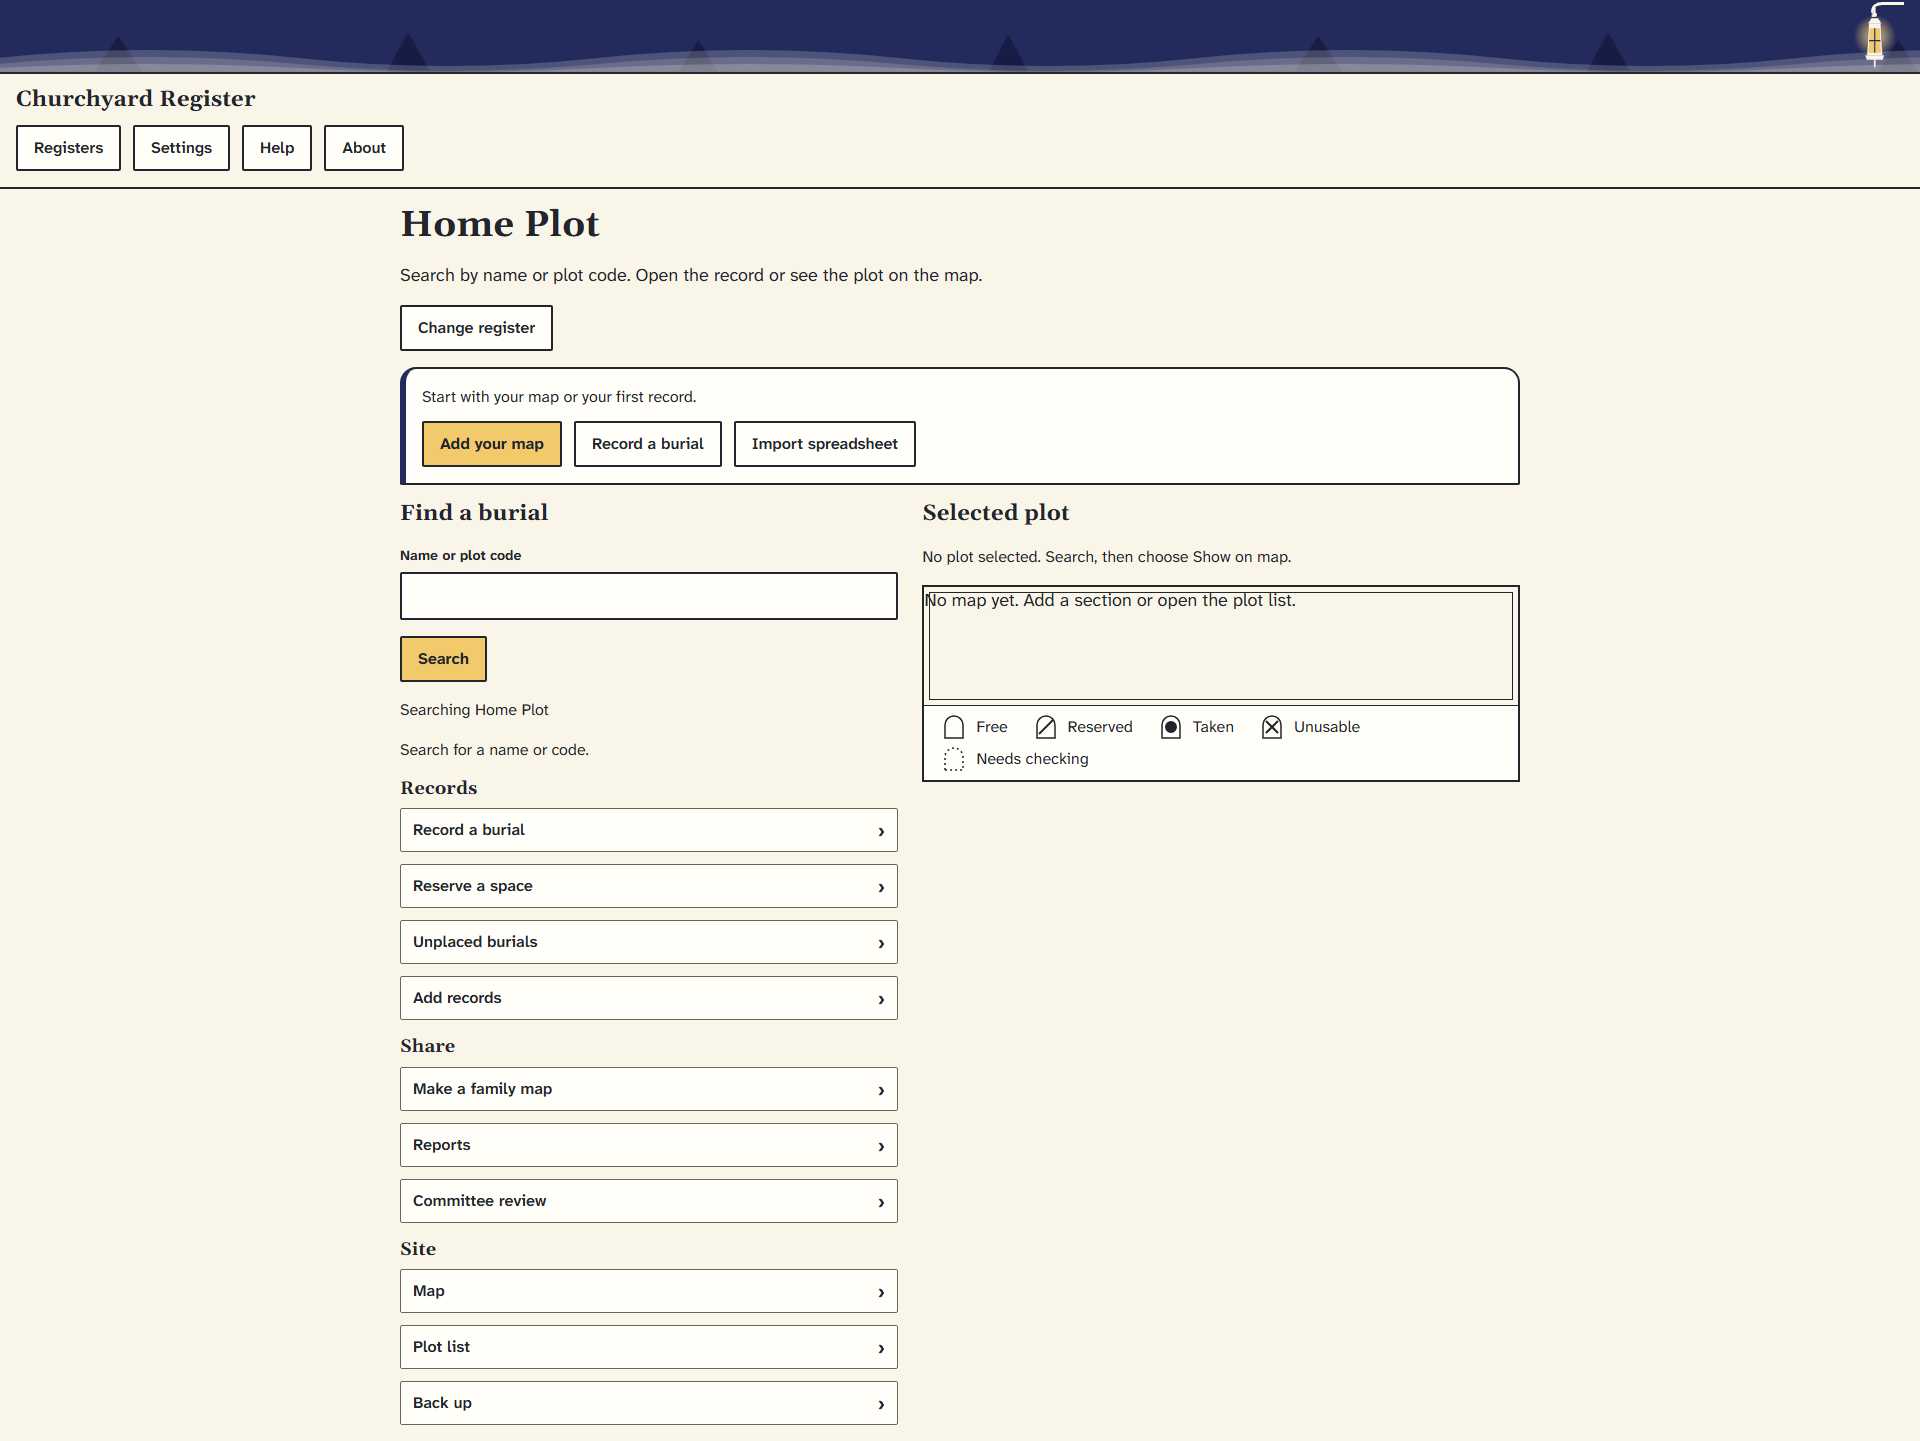 Churchyard Register
Registers
Settings
Help
About
Home Plot
Search by name or plot code. Open the record or see the plot on the map.
Change register
Start with your map or your first record.
Add your map
Record a burial
Import spreadsheet
Find a burial
Name or plot code
Search
Searching Home Plot
Search for a name or code.
Records
Record a burial
Reserve a space
Unplaced burials
Add records
Share
Make a family map
Reports
Committee review
Site
Map
Plot list
Back up
Selected plot
No plot selected. Search, then choose Show on map.
No map yet. Add a section or open the plot list.
Free
Reserved
Taken
Unusable
Needs checking